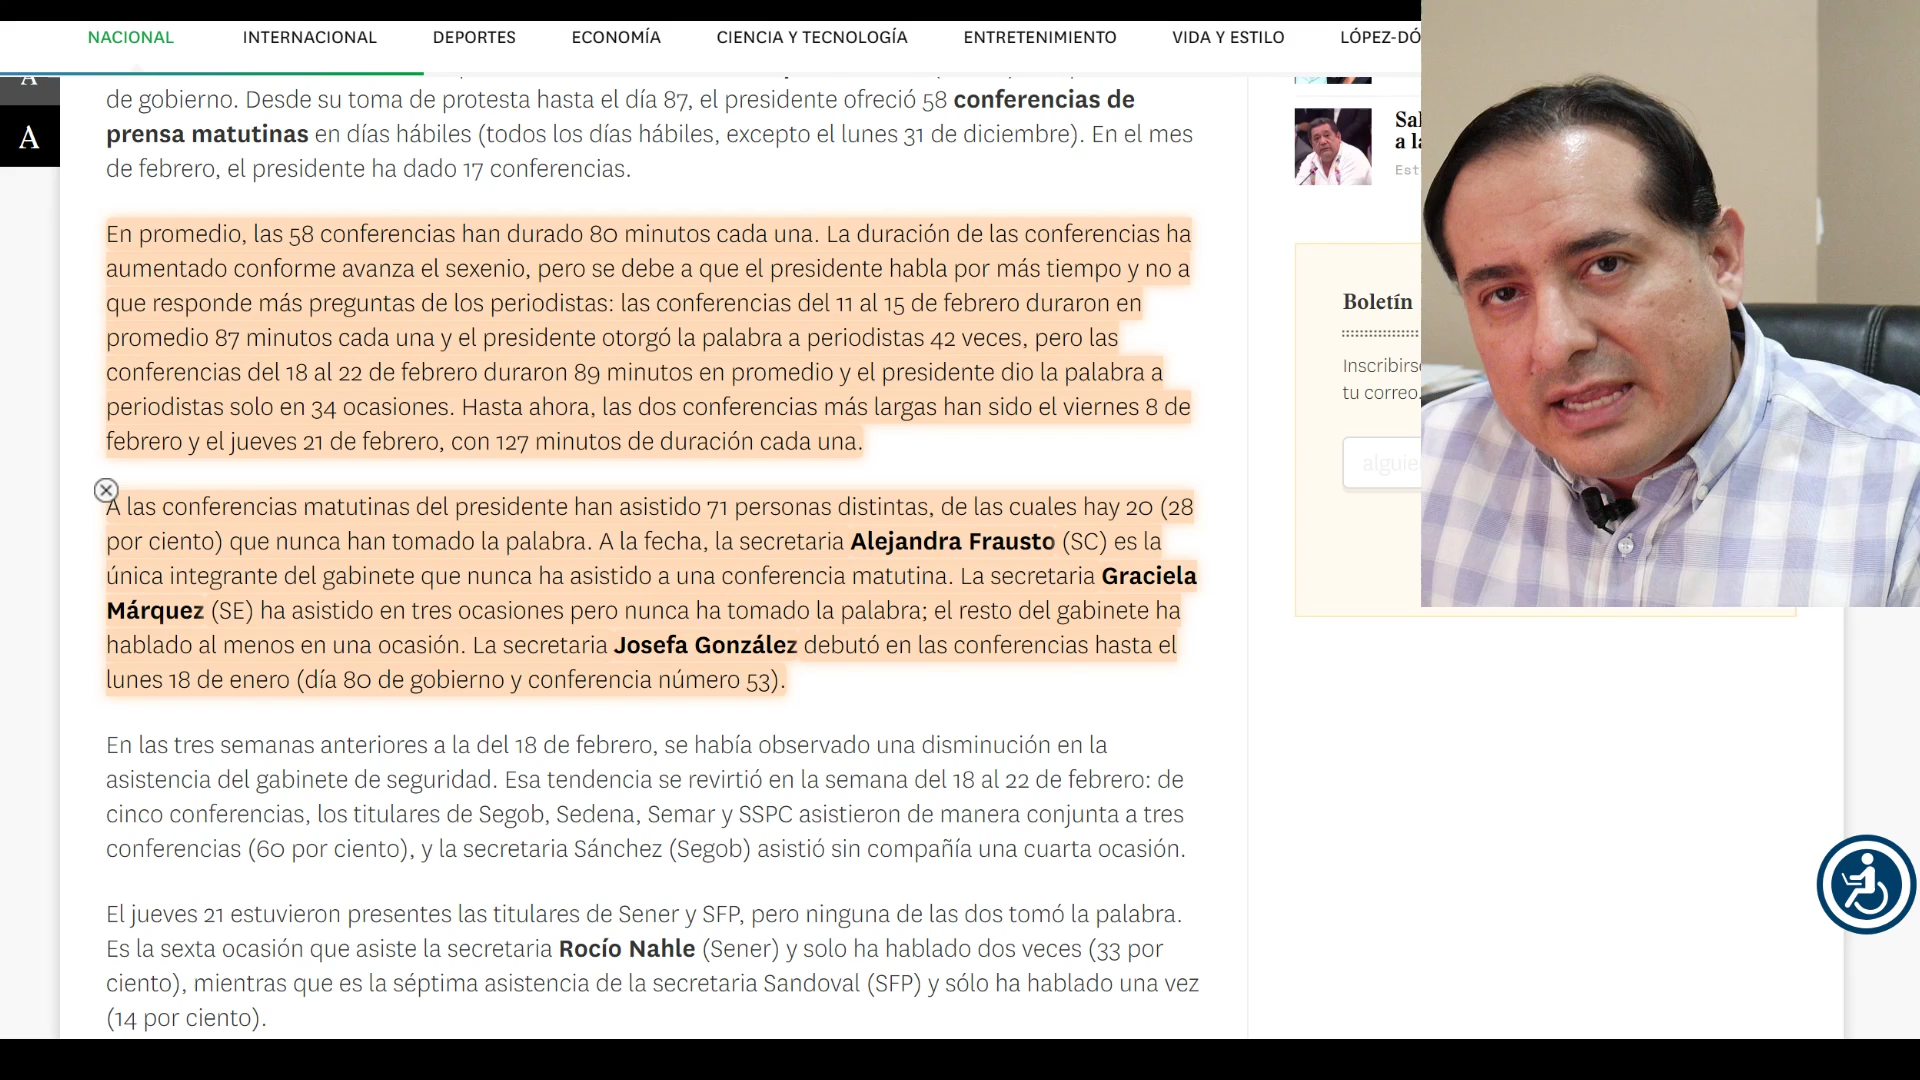 NACIONAL INTERNACIONAL DEPORTES ECONOMÍA CIENCIA Y TECNOLOGÍA ENTRETENIMIENTO VIDA Y ESTILO LÓPEZ-DÓ
A
A
de gobierno. Desde su toma de protesta hasta el día 87, el presidente ofreció 58 conferencias de
prensa matutinas en días hábiles (todos los días hábiles, excepto el lunes 31 de diciembre). En el mes
de febrero, el presidente ha dado 17 conferencias.
En promedio, las 58 conferencias han durado 80 minutos cada una. La duración de las conferencias ha
aumentado conforme avanza el sexenio, pero se debe a que el presidente habla por más tiempo y no a
que responde más preguntas de los periodistas: las conferencias del 11 al 15 de febrero duraron en
promedio 87 minutos cada una y el presidente otorgó la palabra a periodistas 42 veces, pero las
conferencias del 18 al 22 de febrero duraron 89 minutos en promedio y el presidente dio la palabra a
periodistas solo en 34 ocasiones. Hasta ahora, las dos conferencias más largas han sido el viernes 8 de
febrero y el jueves 21 de febrero, con 127 minutos de duración cada una.
A las conferencias matutinas del presidente han asistido 71 personas distintas, de las cuales hay 20 (28
por ciento) que nunca han tomado la palabra. A la fecha, la secretaria Alejandra Frausto (SC) es la
única integrante del gabinete que nunca ha asistido a una conferencia matutina. La secretaria Graciela
Márquez (SE) ha asistido en tres ocasiones pero nunca ha tomado la palabra; el resto del gabinete ha
hablado al menos en una ocasión. La secretaria Josefa González debutó en las conferencias hasta el
lunes 18 de enero (día 80 de gobierno y conferencia número 53).
En las tres semanas anteriores a la del 18 de febrero, se había observado una disminución en la
asistencia del gabinete de seguridad. Esa tendencia se revirtió en la semana del 18 al 22 de febrero: de
cinco conferencias, los titulares de Segob, Sedena, Semar y SSPC asistieron de manera conjunta a tres
conferencias (60 por ciento), y la secretaria Sánchez (Segob) asistió sin compañía una cuarta ocasión.
El jueves 21 estuvieron presentes las titulares de Sener y SFP, pero ninguna de las dos tomó la palabra.
Es la sexta ocasión que asiste la secretaria Rocío Nahle (Sener) y solo ha hablado dos veces (33 por
ciento), mientras que es la séptima asistencia de la secretaria Sandoval (SFP) y sólo ha hablado una vez
(14 por ciento).
Sal
a la
Est
Boletín
Inscribirse
tu correo.
alguie